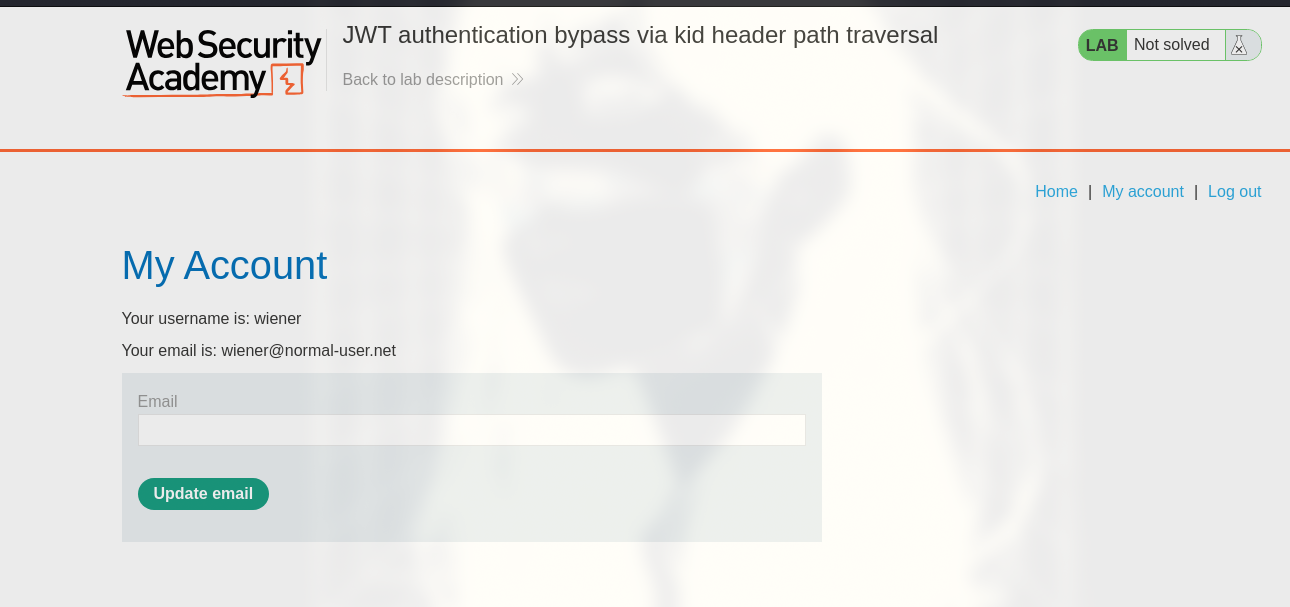 Web Security
Academy
JWT authentication bypass via kid header path traversal
Back to lab description
LAB Not solved
Home | My account | Log out
My Account
Your username is: wiener
Your email is: wiener@normal-user.net
Email
Update email